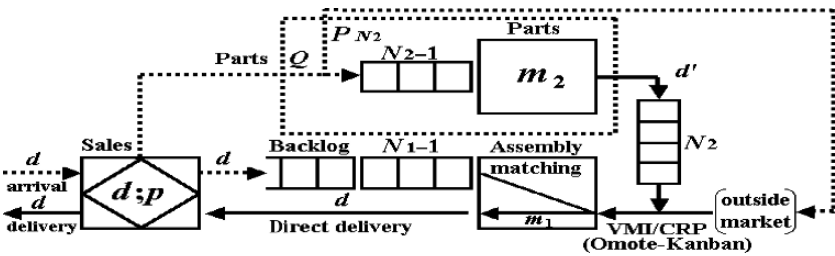 P N2
Parts
Parts
Q
N2-1
m2
d'
Sales
Backlog
N1-1
Assembly
N2
d
d
matching
arrival
d;p
d
d
outside
delivery
Direct delivery
m1
market
VMI/CRP
(Omote-Kanban)